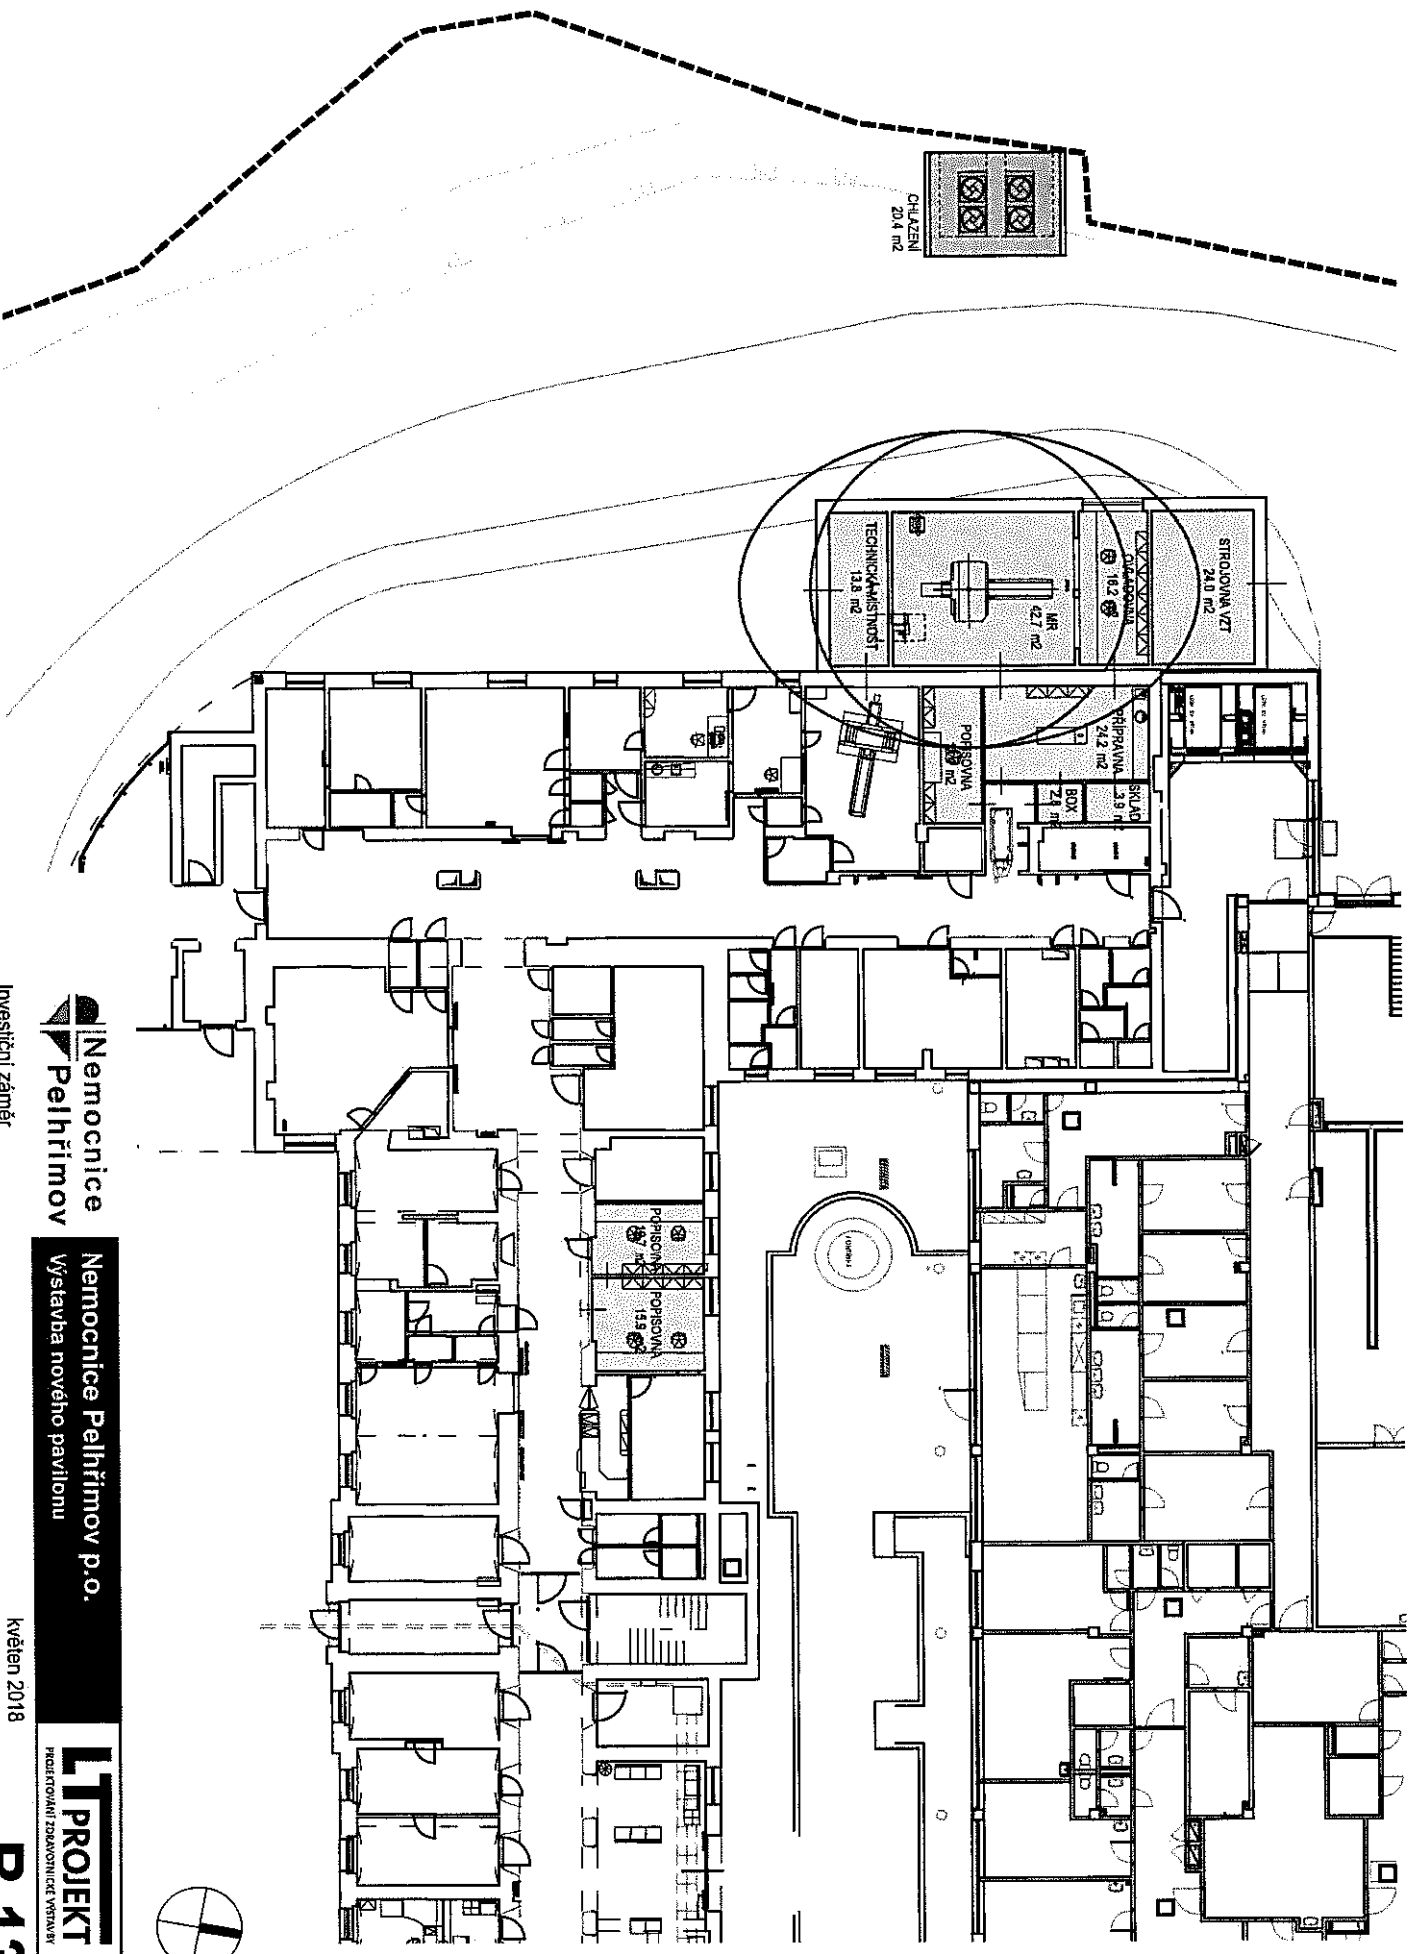 CHLAZENÍ
20.4 m2
STROJOVNA VZT
24.0 m2
OVLADOVNA
16.2
MR
42.7 m2
TECHNICKÁ MÍSTNOST
13.8 m2
PŘÍPRAVNA
24.2 m2
SKLAD
3.9
BOX
2.8
POPISOVNA
m2
POPISOVNA
m2
POPISOVNA
15.9 m2
Nemocnice
Pelhřimov
Nemocnice Pelhřimov p.o.
Výstavba nového pavilonu
LT PROJEKT
PROJEKTOVÁNÍ ZDRAVOTNICKÉ VÝSTAVBY
Investiční záměr
květen 2018